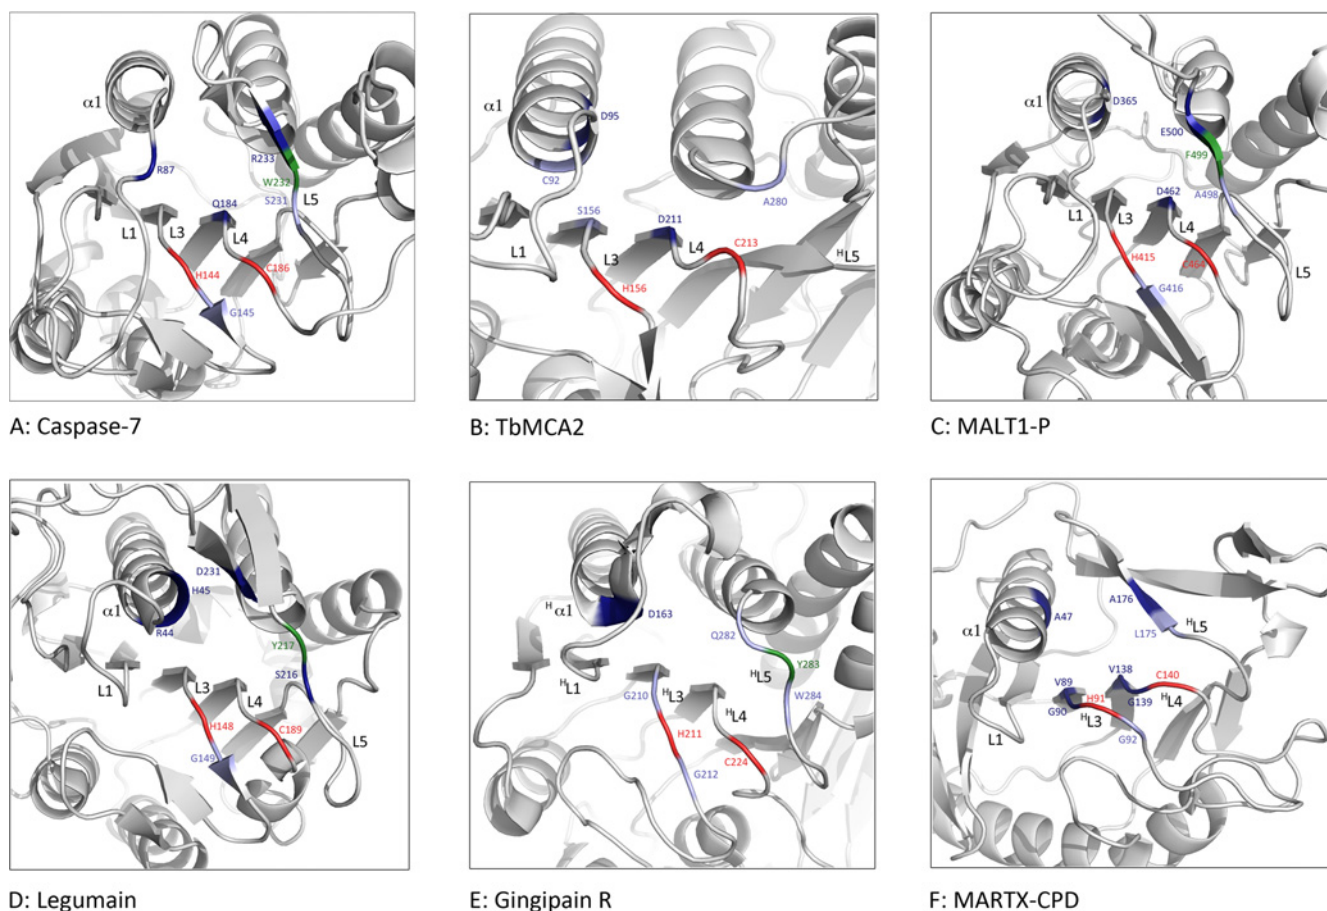 α1
R87
R233
W232
S231
L5
Q184
L1
L3
L4
H144
C186
G145
A: Caspase-7
α1
D95
C92
A280
S156
D211
L4
C213
L1
L3
HL5
H156
B: TbMCA2
α1
D365
E500
F499
A498
D462
L1
L3
L4
H415
C464
L5
G416
C: MALT1-P
D231
H45
α1
R44
Y217
S216
L1
L3
L4
H148
C189
L5
G149
D: Legumain
Hα1
D163
Q282
Y283
HL5
HL1
G210
HL3
W284
HL4
H211
C224
G212
E: Gingipain R
α1
A47
A176
L175
HL5
V89
V138
C140
H91
G90
G139
HL3
HL4
L1
G92
F: MARTX-CPD